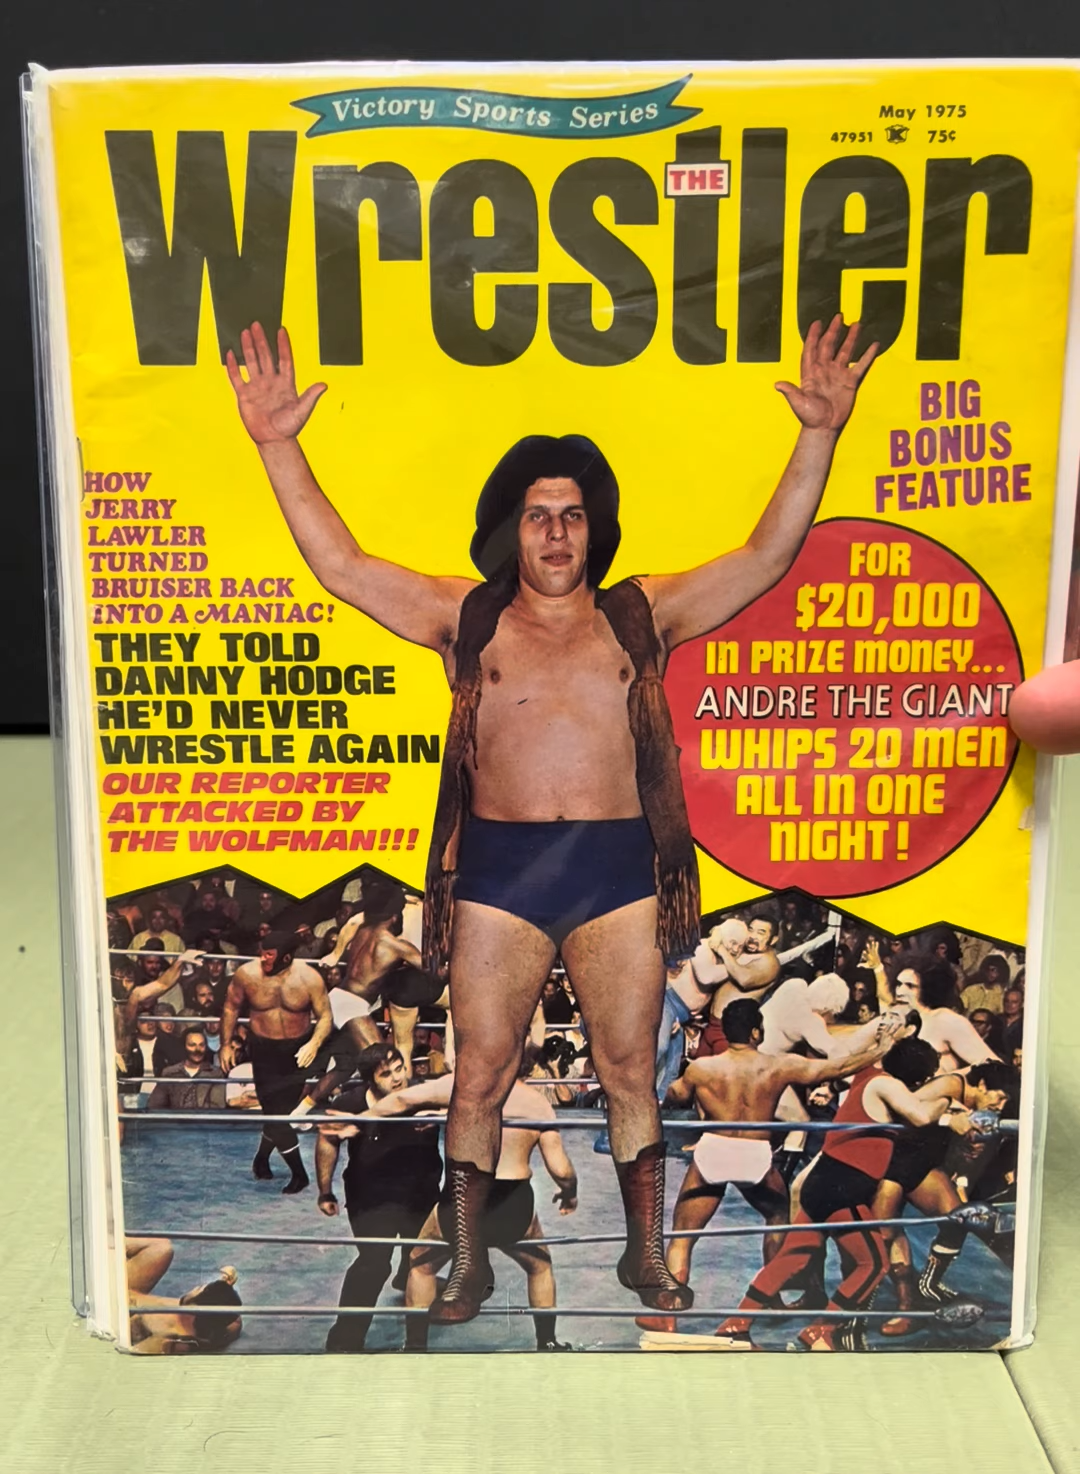 Victory Sports Series
May 1975
47951 K 75¢
THE
Wrestler
BIG
BONUS
FEATURE
HOW
JERRY
LAWLER
TURNED
BRUISER BACK
INTO A MANIAC!
THEY TOLD
DANNY HODGE
HE'D NEVER
WRESTLE AGAIN
OUR REPORTER
ATTACKED BY
THE WOLFMAN!!!
FOR
$20,000
IN PRIZE MONEY...
ANDRE THE GIANT
WHIPS 20 MEN
ALL IN ONE
NIGHT!